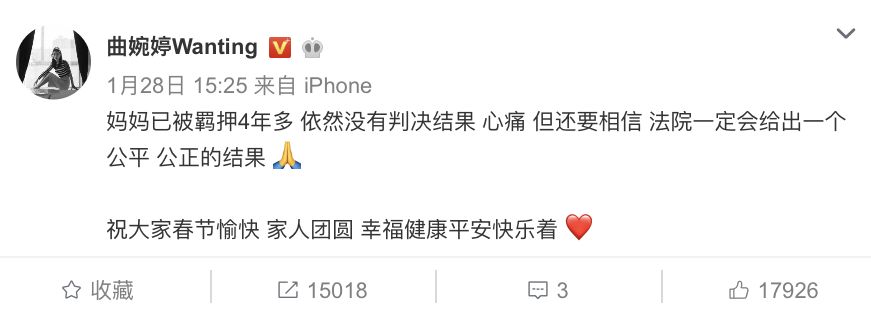 曲婉婷Wanting
1月28日 15:25 来自 iPhone
妈妈已被羁押4年多 依然没有判决结果 心痛 但还要相信 法院一定会给出一个
公平 公正的结果 🙏
祝大家春节愉快 家人团圆 幸福健康平安快乐着 ❤️
收藏 15018 3 17926